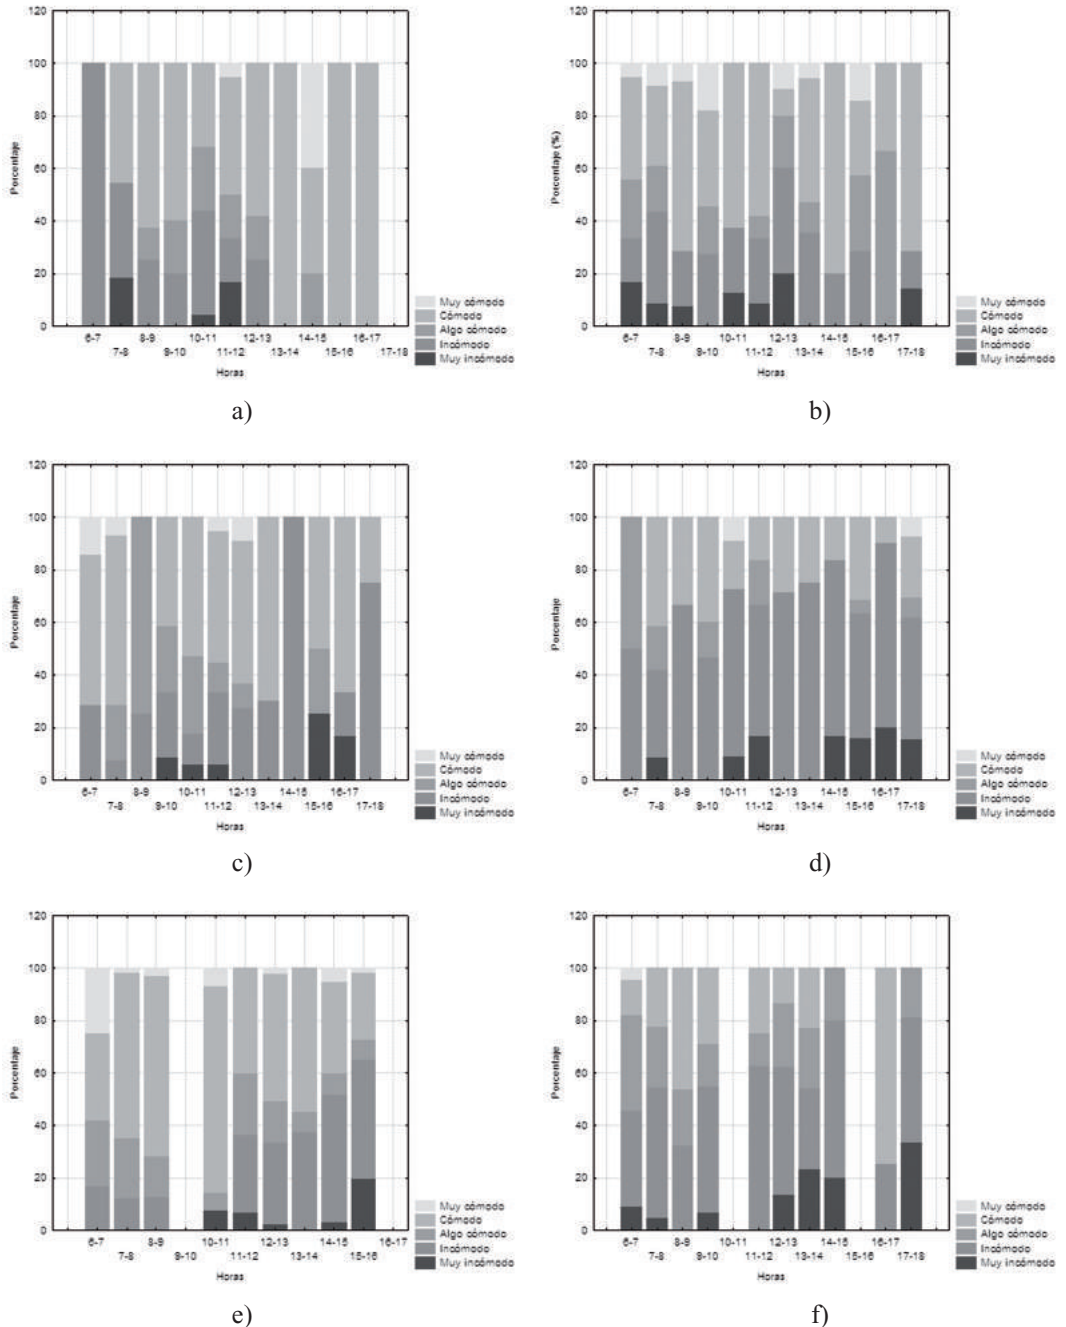 120
100
80
60
40
20
0
Porcentaje
6-7 8-9 10-11 12-13 14-15 16-17
7-8 9-10 11-12 13-14 15-16 17-18
Horas
Muy cómodo
Cómodo
Algo cómodo
Incómodo
Muy incómodo
a)
120
100
80
60
40
20
0
Porcentaje (%)
6-7 8-9 10-11 12-13 14-15 16-17
7-8 9-10 11-12 13-14 15-16 17-18
Horas
Muy cómodo
Cómodo
Algo cómodo
Incómodo
Muy incómodo
b)
120
100
80
60
40
20
0
Porcentaje
6-7 8-9 10-11 12-13 14-15 16-17
7-8 9-10 11-12 13-14 15-16 17-18
Horas
Muy cómodo
Cómodo
Algo cómodo
Incómodo
Muy incómodo
c)
120
100
80
60
40
20
0
Porcentaje
6-7 8-9 10-11 12-13 14-15 16-17
7-8 9-10 11-12 13-14 15-16 17-18
Horas
Muy cómodo
Cómodo
Algo cómodo
Incómodo
Muy incómodo
d)
120
100
80
60
40
20
0
Porcentaje
6-7 8-9 10-11 12-13 14-15 16-17
7-8 9-10 11-12 13-14 15-16
Horas
Muy cómodo
Cómodo
Algo cómodo
Incómodo
Muy incómodo
e)
120
100
80
60
40
20
0
Porcentaje
6-7 8-9 10-11 12-13 14-15 16-17
7-8 9-10 11-12 13-14 15-16 17-18
Horas
Muy cómodo
Cómodo
Algo cómodo
Incómodo
Muy incómodo
f)